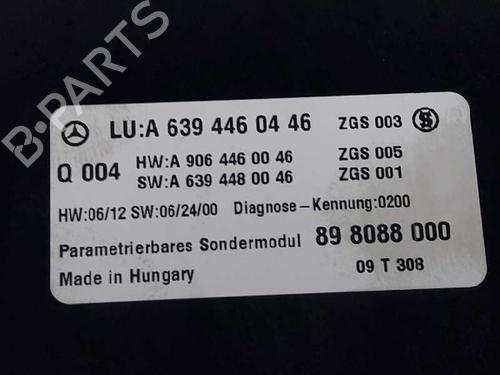 B-PARTS
LU:A 639 446 04 46 ZGS 003
Q 004 HW:A 906 446 00 46 ZGS 005
SW:A 639 448 00 46 ZGS 001
HW:06/12 SW:06/24/00 Diagnose-Kennung:0200
Parametrierbares Sondermodul 89 8088 000
Made in Hungary 09 T 308